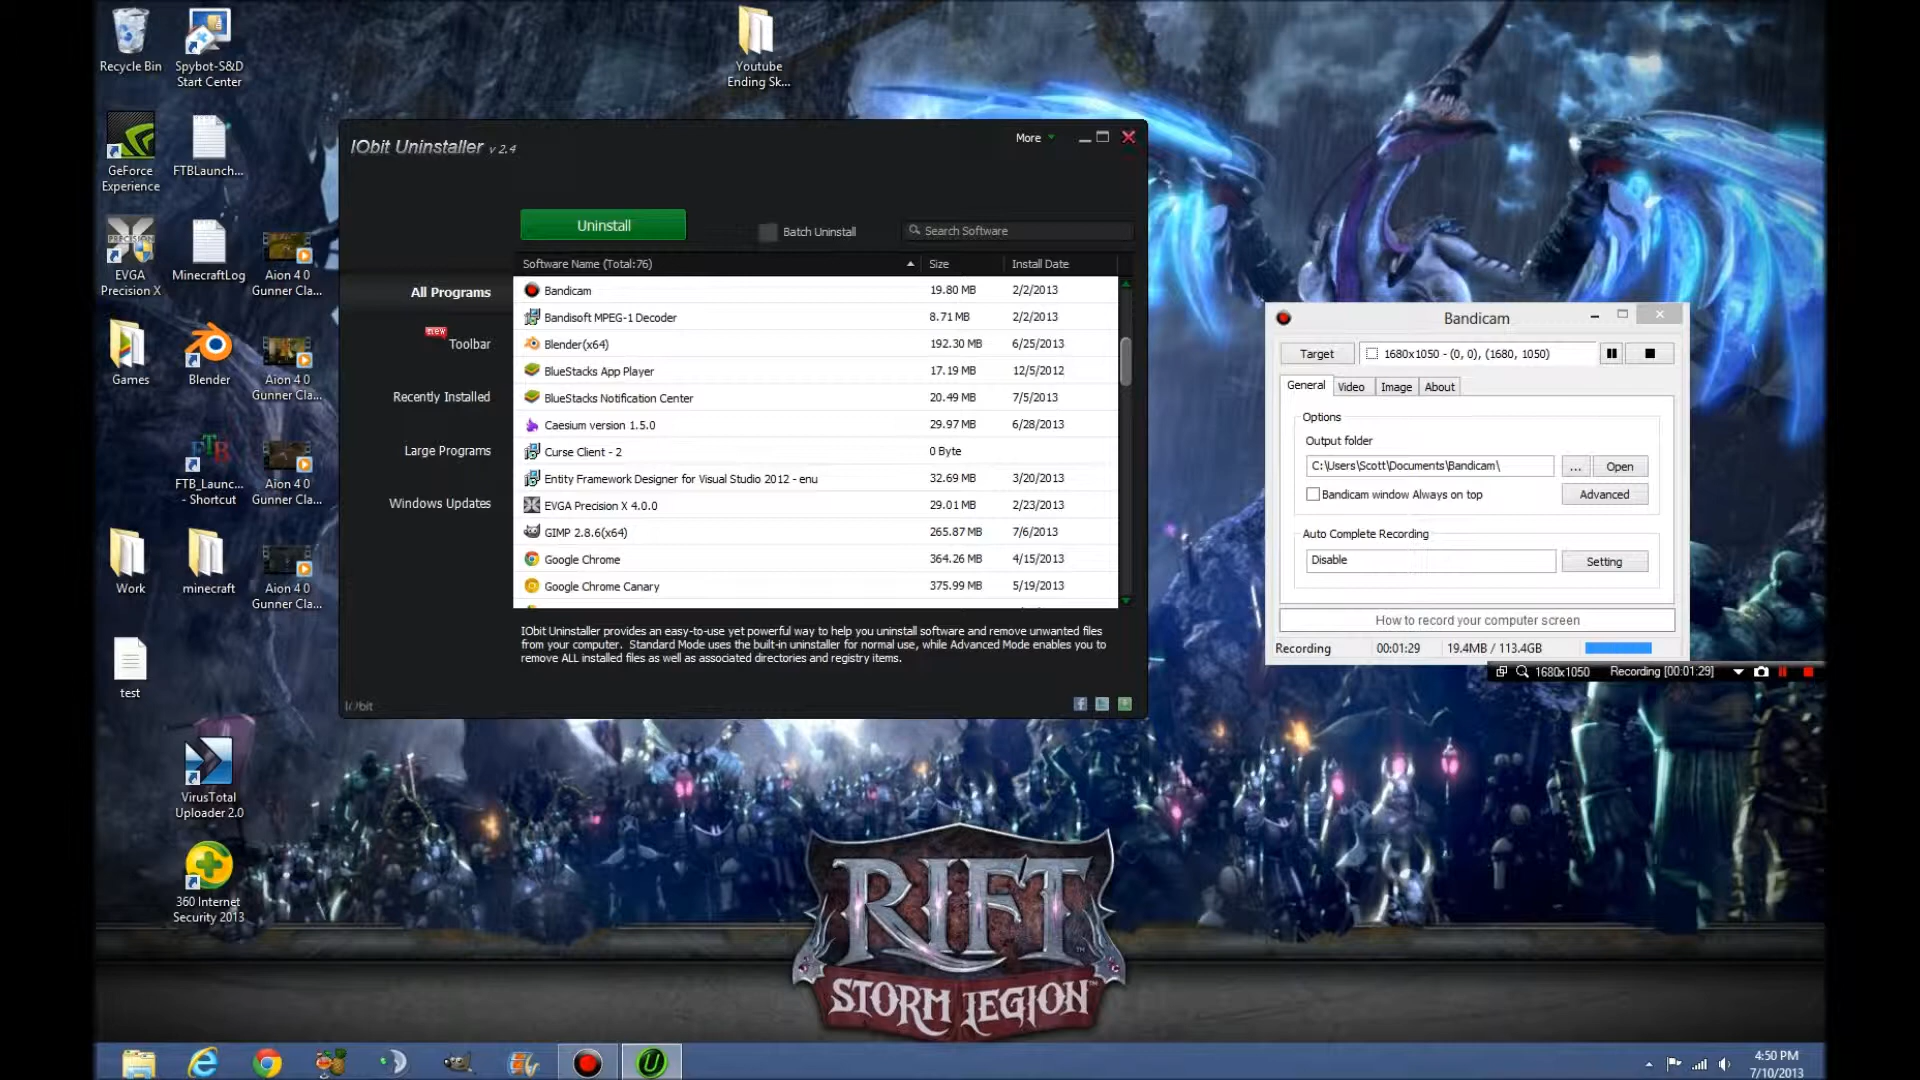 Recycle Bin
Spybot-S&D
Start Center
GeForce
Experience
FTBLaunch...
EVGA
Precision X
MinecraftLog
Aion 4 0
Gunner Cla...
Games
Blender
Aion 4 0
Gunner Cla...
FTB
FTB_Launc...
- Shortcut
Aion 4 0
Gunner Cla...
Work
minecraft
Aion 4 0
Gunner Cla...
test
VirusTotal
Uploader 2.0
360 Internet
Security 2013
Youtube
Ending Sk...
IObit Uninstaller v 2.4
More
Uninstall
Batch Uninstall
Search Software
Software Name (Total:76) Size Install Date
All Programs
new
Toolbar
Recently Installed
Large Programs
Windows Updates
Bandicam 19.80 MB 2/2/2013
Bandisoft MPEG-1 Decoder 8.71 MB 2/2/2013
Blender(x64) 192.30 MB 6/25/2013
BlueStacks App Player 17.19 MB 12/5/2012
BlueStacks Notification Center 20.49 MB 7/5/2013
Caesium version 1.5.0 29.97 MB 6/28/2013
Curse Client - 2 0 Byte
Entity Framework Designer for Visual Studio 2012 - enu 32.69 MB 3/20/2013
EVGA Precision X 4.0.0 29.01 MB 2/23/2013
GIMP 2.8.6(x64) 265.87 MB 7/6/2013
Google Chrome 364.26 MB 4/15/2013
Google Chrome Canary 375.99 MB 5/19/2013
IObit Uninstaller provides an easy-to-use yet powerful way to help you uninstall software and remove unwanted files
from your computer. Standard Mode uses the built-in uninstaller for normal use, while Advanced Mode enables you to
remove ALL installed files as well as associated directories and registry items.
IObit
Bandicam
Target
1680x1050 - (0, 0), (1680, 1050)
General Video Image About
Options
Output folder
C:\Users\Scott\Documents\Bandicam\
... Open
Bandicam window Always on top
Advanced
Auto Complete Recording
Disable
Setting
How to record your computer screen
Recording 00:01:29 19.4MB / 113.4GB
1680x1050 Recording [00:01:29]
RIFT
STORM LEGION
4:50 PM
7/10/2013